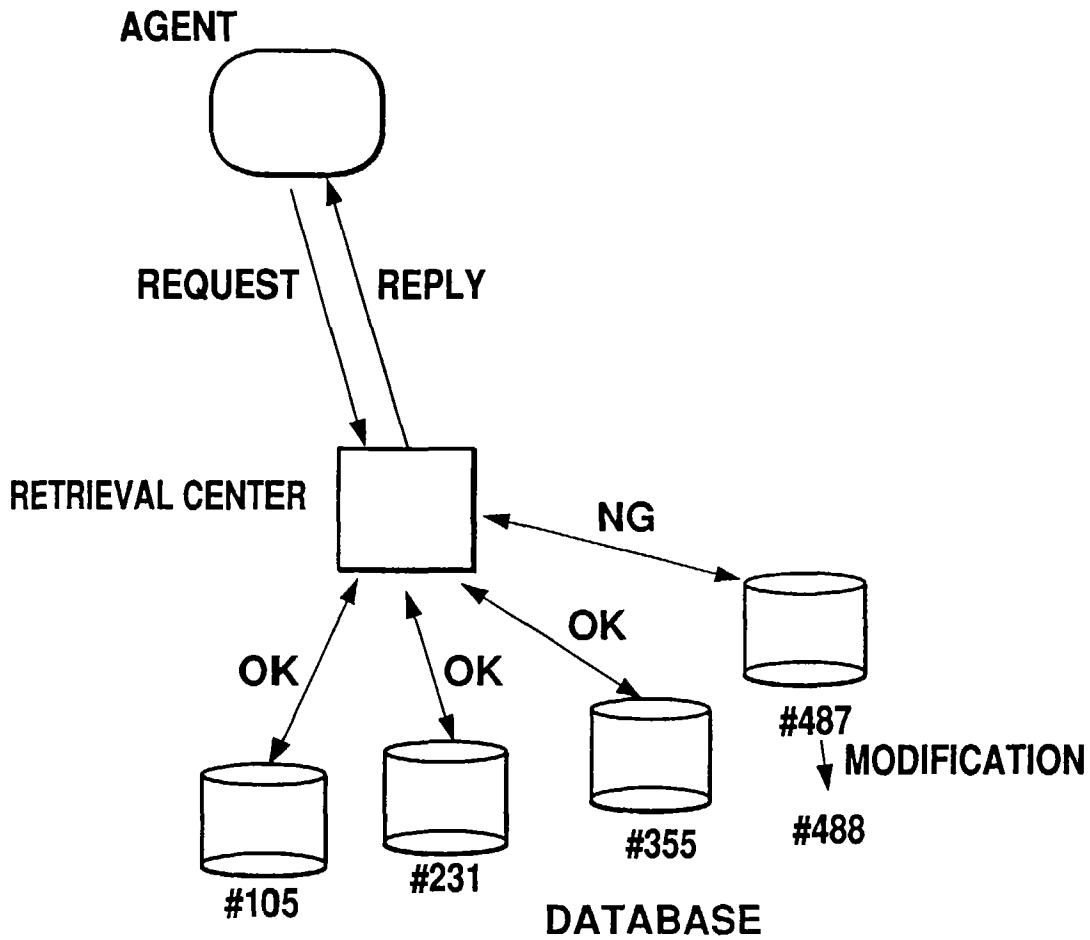 AGENT
REQUEST
REPLY
RETRIEVAL CENTER
NG
OK
OK
OK
#487
MODIFICATION
#488
#355
#231
#105
DATABASE